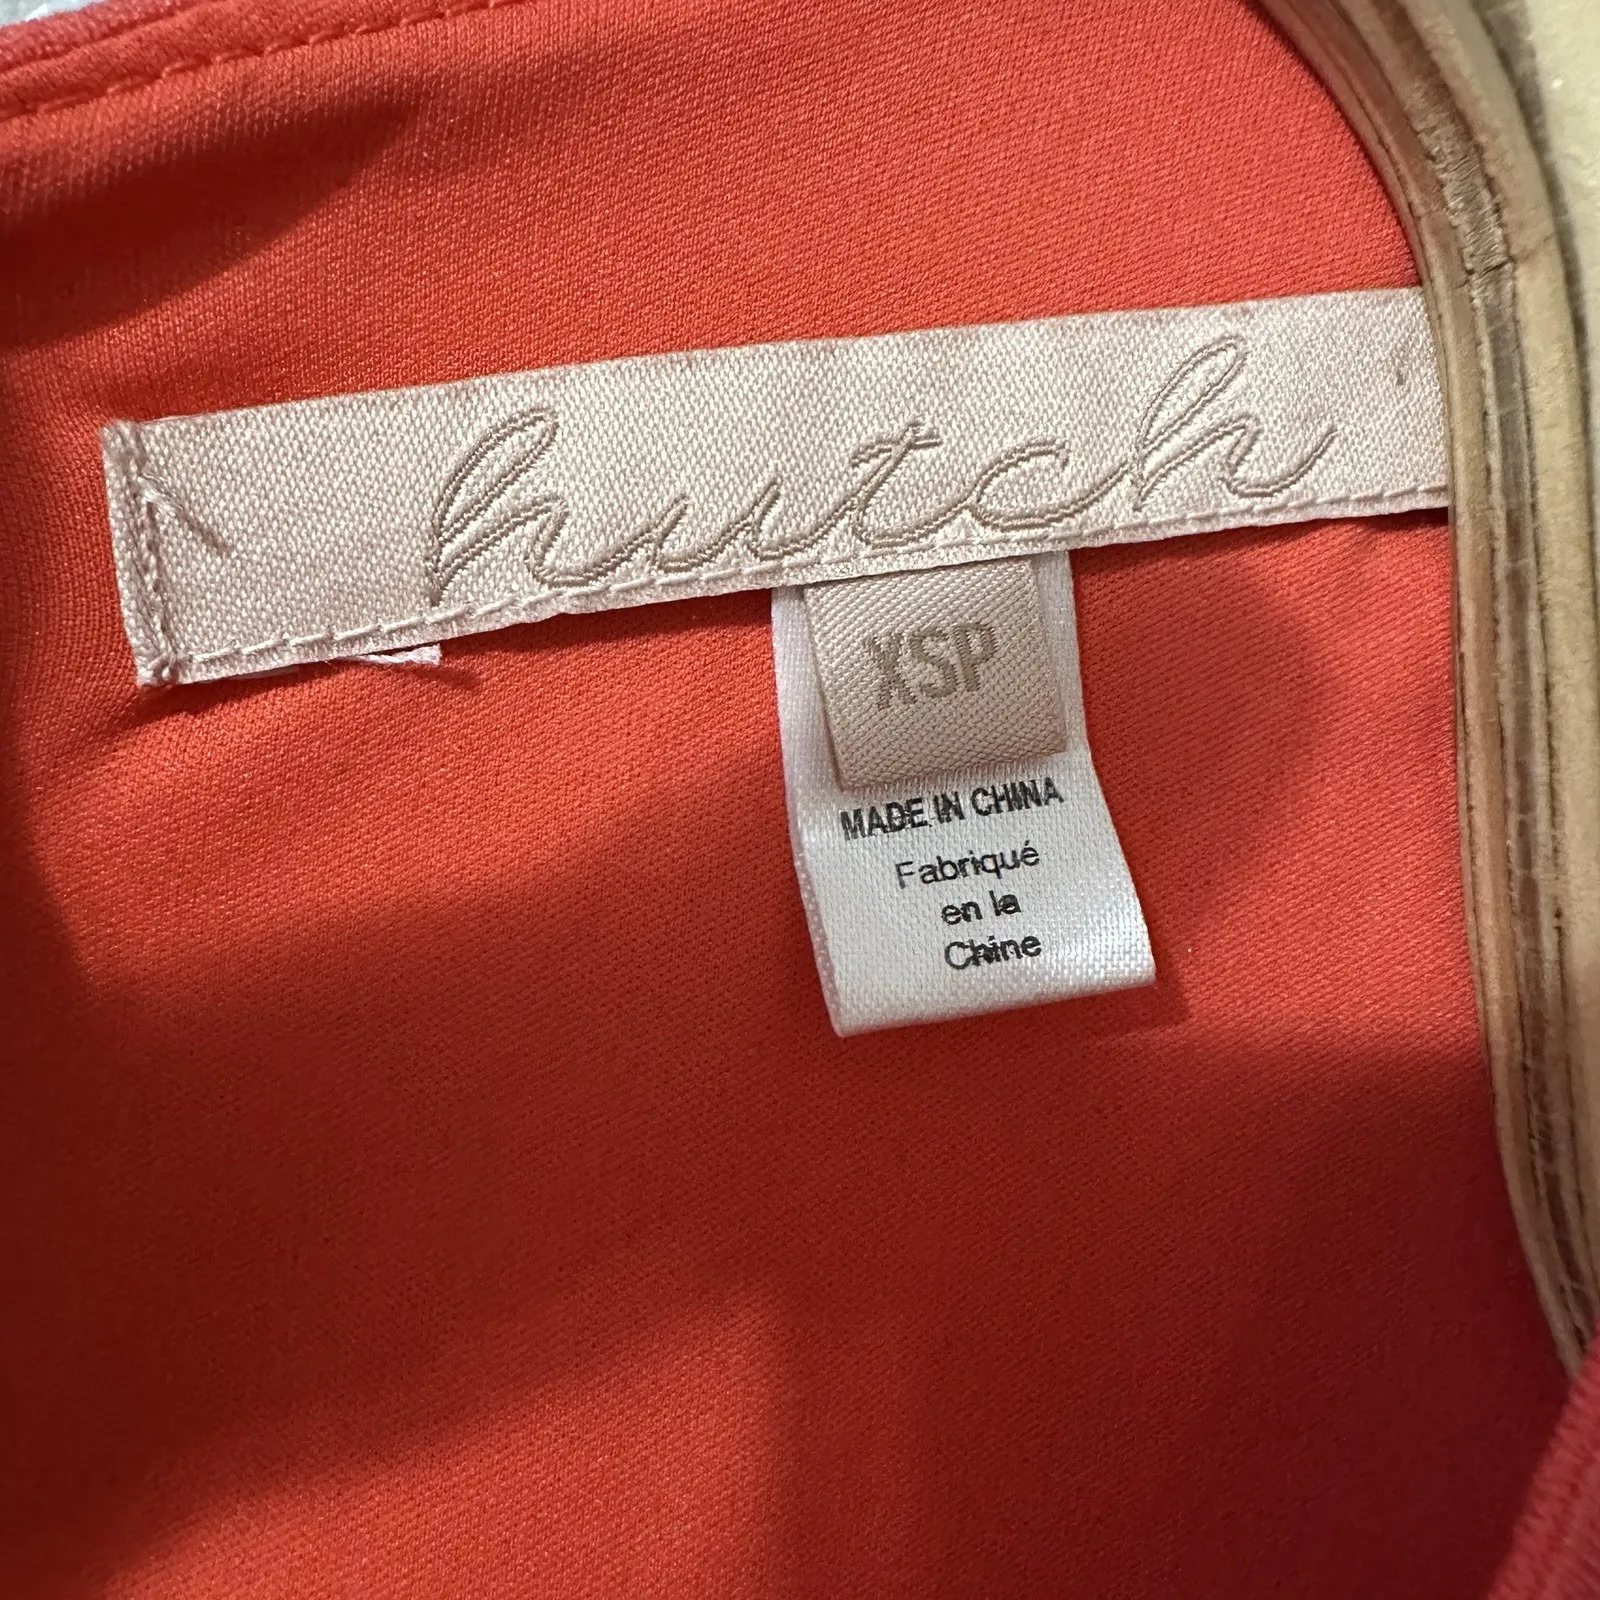 hutch
XSP
MADE IN CHINA
Fabriqué
en la
Chine